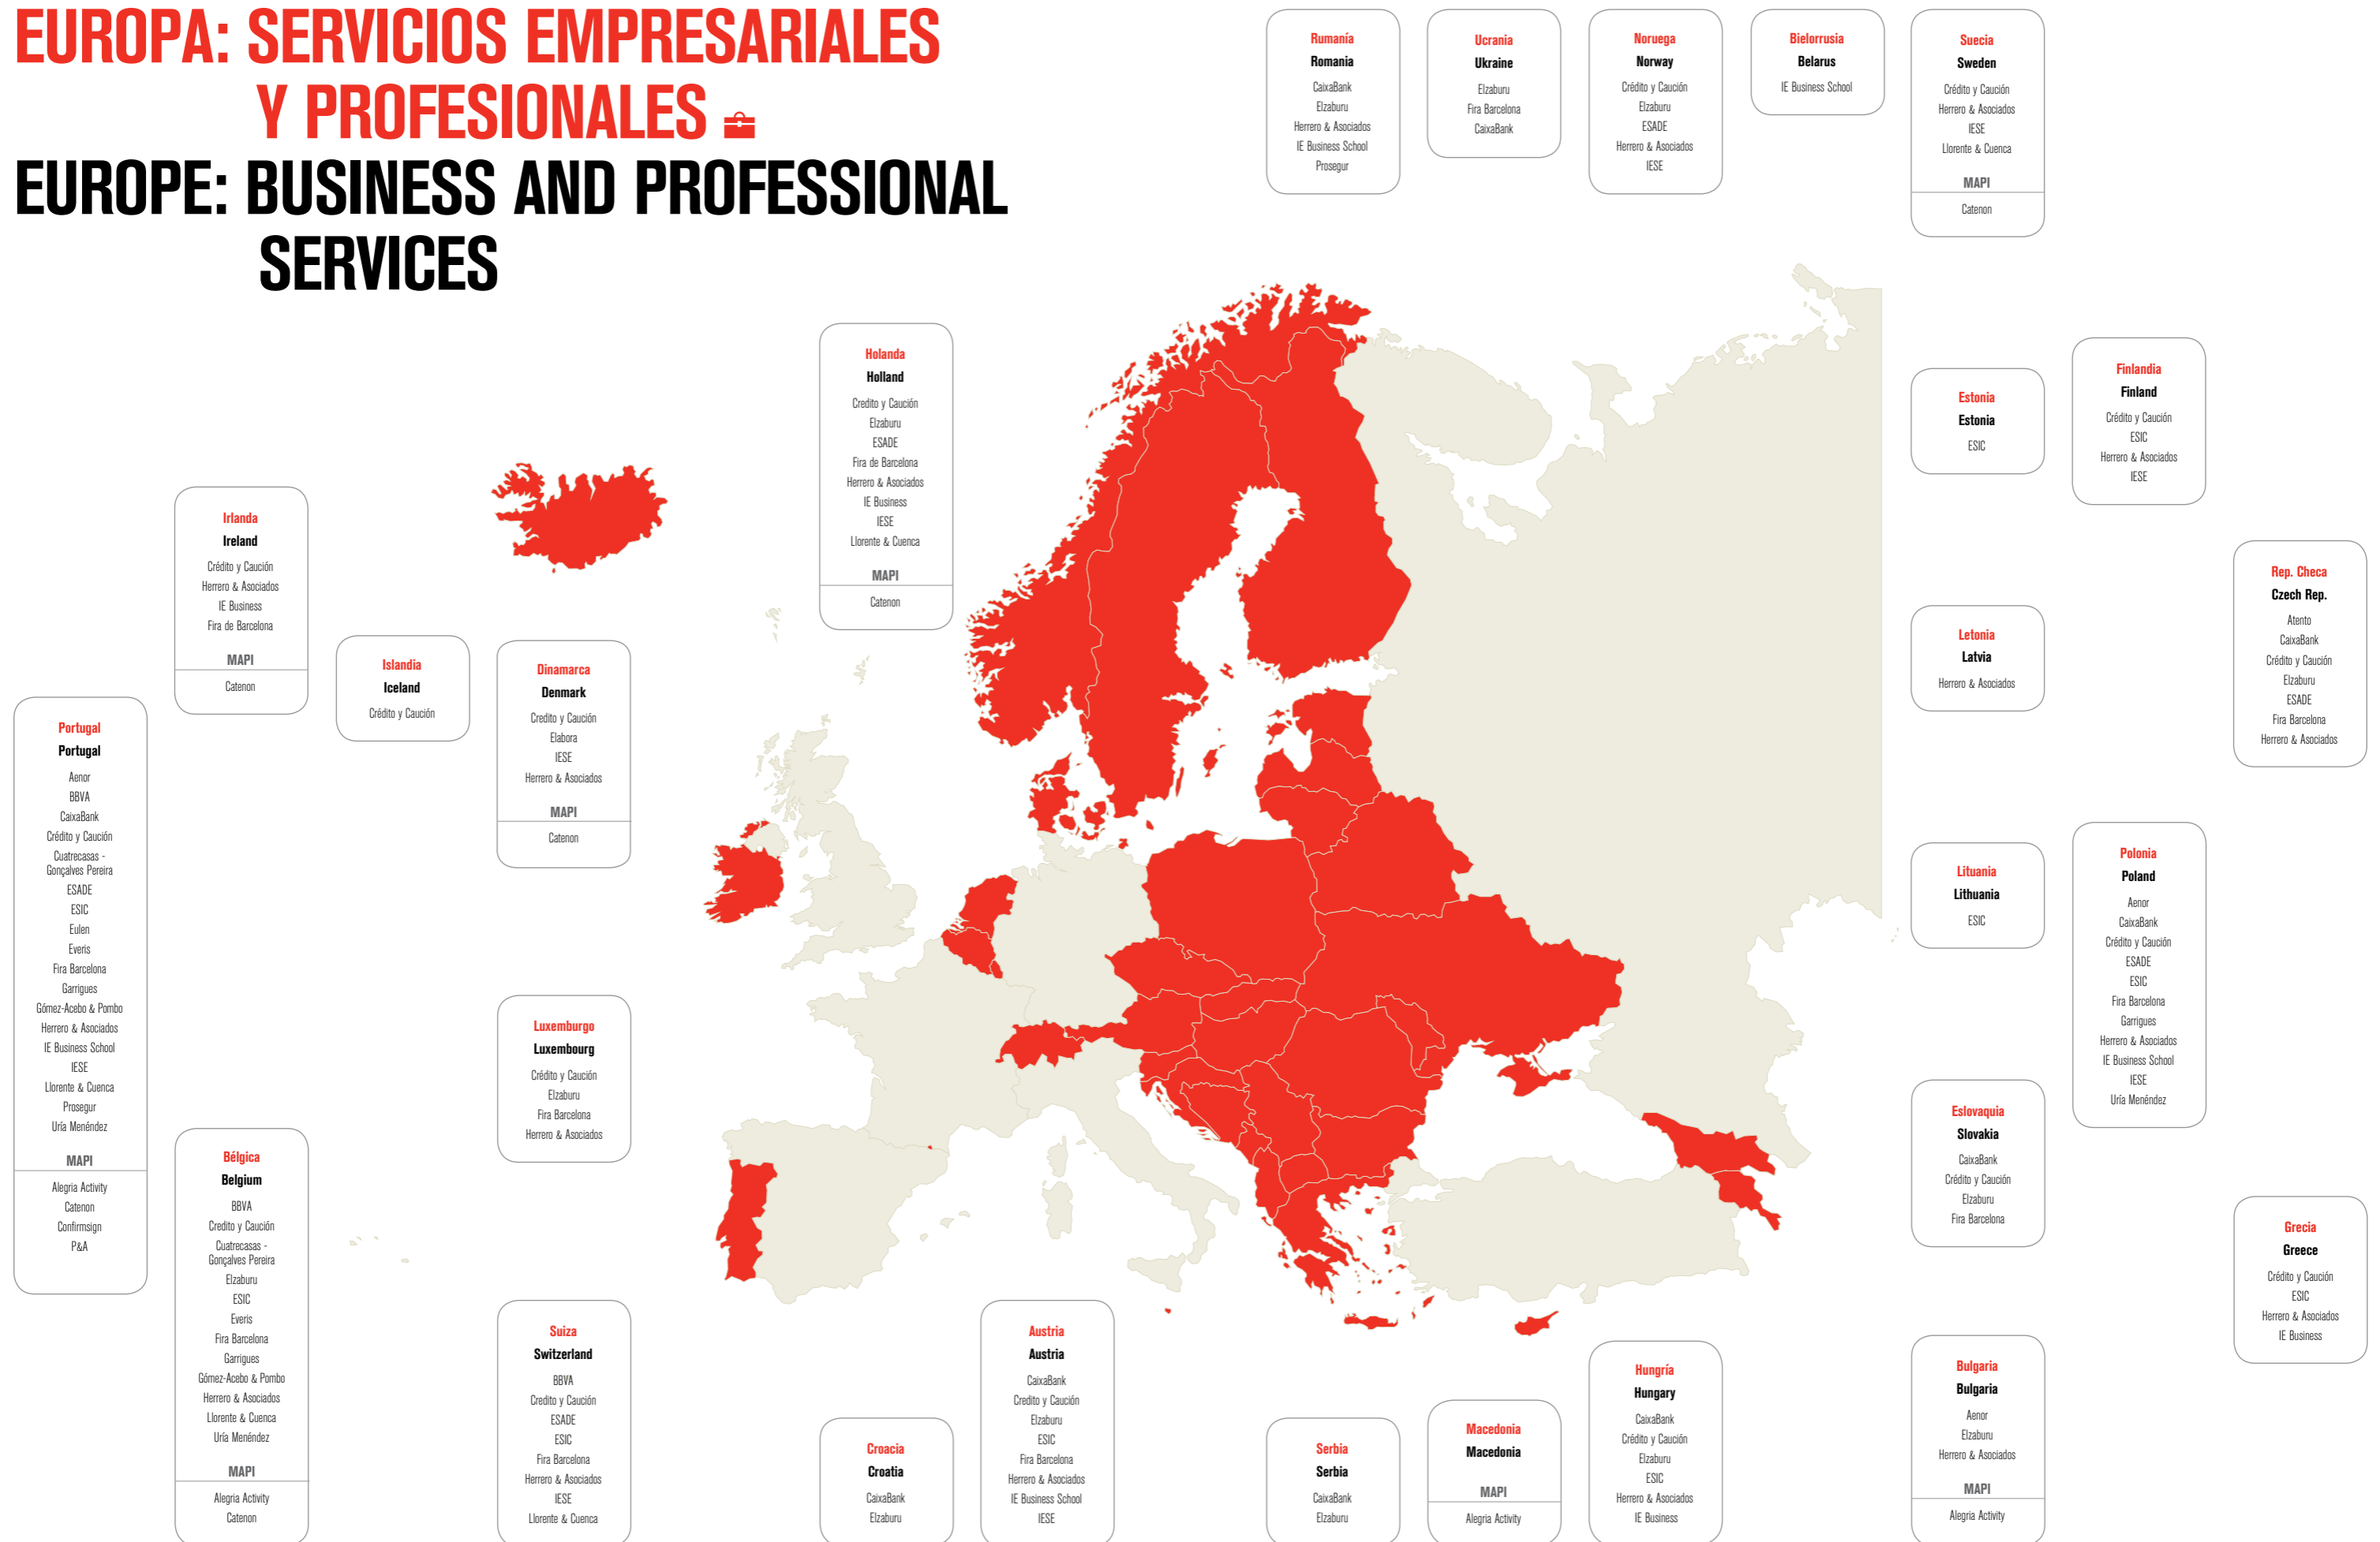 EUROPA: SERVICIOS EMPRESARIALES
Y PROFESIONALES
EUROPE: BUSINESS AND PROFESSIONAL
SERVICES
Rumanía
Romania
CaixaBank
Elzaburu
Herrero & Asociados
IE Business School
Prosegur
Ucrania
Ukraine
Elzaburu
Fira Barcelona
CaixaBank
Noruega
Norway
Crédito y Caución
Elzaburu
ESADE
Herrero & Asociados
IESE
Bielorrusia
Belarus
IE Business School
Suecia
Sweden
Crédito y Caución
Herrero & Asociados
IESE
Llorente & Cuenca
MAPI
Catenon
Holanda
Holland
Credito y Caución
Elzaburu
ESADE
Fira de Barcelona
Herrero & Asociados
IE Business
IESE
Llorente & Cuenca
MAPI
Catenon
Estonia
Estonia
ESIC
Finlandia
Finland
Crédito y Caución
ESIC
Herrero & Asociados
IESE
Irlanda
Ireland
Crédito y Caución
Herrero & Asociados
IE Business
Fira de Barcelona
MAPI
Catenon
Islandia
Iceland
Crédito y Caución
Dinamarca
Denmark
Credito y Caución
Elabora
IESE
Herrero & Asociados
MAPI
Catenon
Letonia
Latvia
Herrero & Asociados
Rep. Checa
Czech Rep.
Atento
CaixaBank
Crédito y Caución
Elzaburu
ESADE
Fira Barcelona
Herrero & Asociados
Portugal
Portugal
Aenor
BBVA
CaixaBank
Crédito y Caución
Cuatrecasas -
Gonçalves Pereira
ESADE
ESIC
Eulen
Everis
Fira Barcelona
Garrigues
Gómez-Acebo & Pombo
Herrero & Asociados
IE Business School
IESE
Llorente & Cuenca
Prosegur
Uría Menéndez
MAPI
Alegria Activity
Catenon
Confirmsign
P&A
Lituania
Lithuania
ESIC
Polonia
Poland
Aenor
CaixaBank
Crédito y Caución
ESADE
ESIC
Fira Barcelona
Garrigues
Herrero & Asociados
IE Business School
IESE
Uría Menéndez
Luxemburgo
Luxembourg
Crédito y Caución
Elzaburu
Fira Barcelona
Herrero & Asociados
Bélgica
Belgium
BBVA
Credito y Caución
Cuatrecasas -
Gonçalves Pereira
Elzaburu
ESIC
Everis
Fira Barcelona
Garrigues
Gómez-Acebo & Pombo
Herrero & Asociados
Llorente & Cuenca
Uría Menéndez
MAPI
Alegria Activity
Catenon
Eslovaquia
Slovakia
CaixaBank
Crédito y Caución
Elzaburu
Fira Barcelona
Grecia
Greece
Crédito y Caución
ESIC
Herrero & Asociados
IE Business
Suiza
Switzerland
BBVA
Credito y Caución
ESADE
ESIC
Fira Barcelona
Herrero & Asociados
IESE
Llorente & Cuenca
Croacia
Croatia
CaixaBank
Elzaburu
Austria
Austria
CaixaBank
Credito y Caución
Elzaburu
ESIC
Fira Barcelona
Herrero & Asociados
IE Business School
IESE
Serbia
Serbia
CaixaBank
Elzaburu
Macedonia
Macedonia
MAPI
Alegria Activity
Hungría
Hungary
CaixaBank
Crédito y Caución
Elzaburu
ESIC
Herrero & Asociados
IE Business
Bulgaria
Bulgaria
Aenor
Elzaburu
Herrero & Asociados
MAPI
Alegria Activity